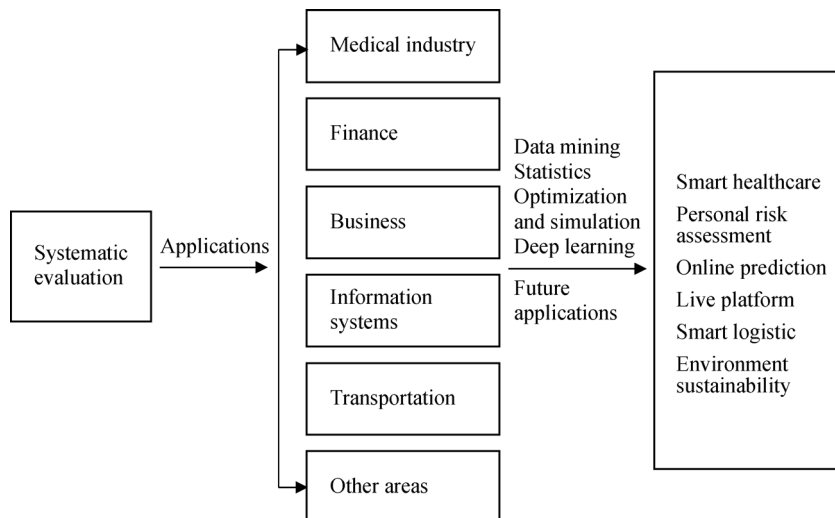 Systematic
evaluation
Applications
Medical industry
Finance
Business
Information
systems
Transportation
Other areas
Data mining
Statistics
Optimization
and simulation
Deep learning
Future
applications
Smart healthcare
Personal risk
assessment
Online prediction
Live platform
Smart logistic
Environment
sustainability